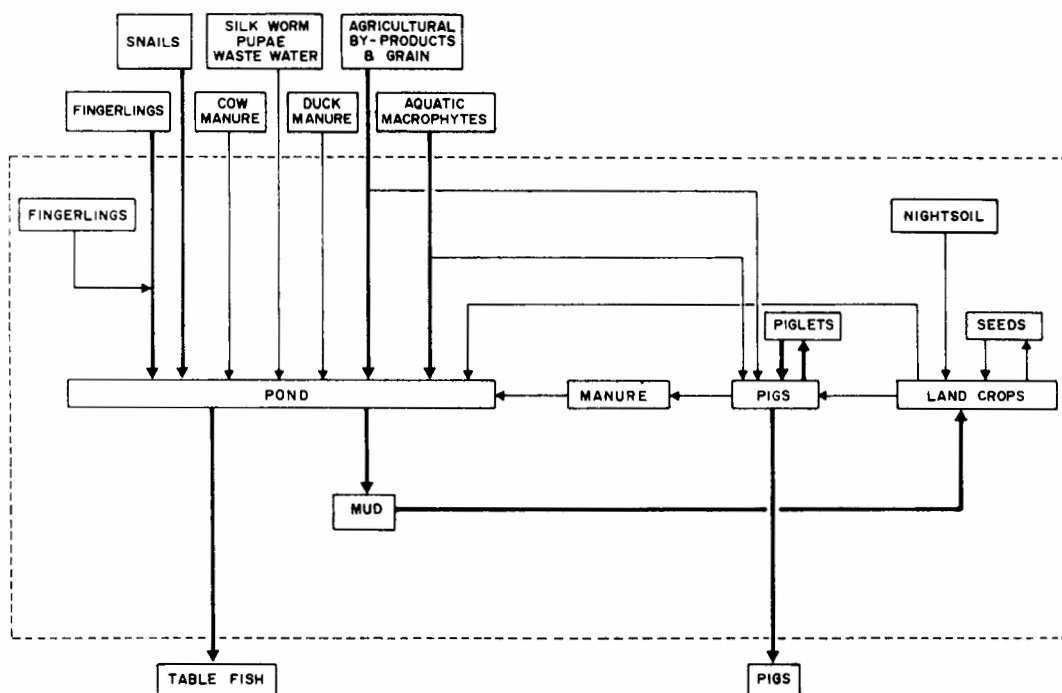 SNAILS
SILK WORM
PUPAE
WASTE WATER
AGRICULTURAL
BY-PRODUCTS
& GRAIN
FINGERLINGS
COW
MANURE
DUCK
MANURE
AQUATIC
MACROPHYTES
FINGERLINGS
NIGHTSOIL
PIGLETS
SEEDS
POND
MANURE
PIGS
LAND CROPS
MUD
TABLE FISH
PIGS